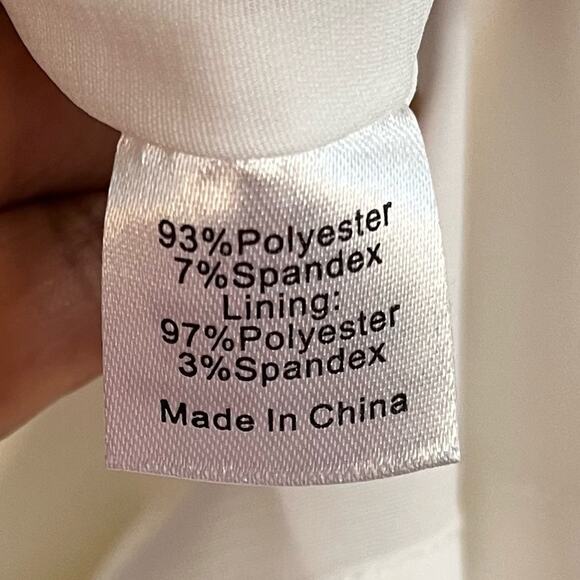 93%Polyester
7%Spandex
Lining:
97%Polyester
3%Spandex
Made In China